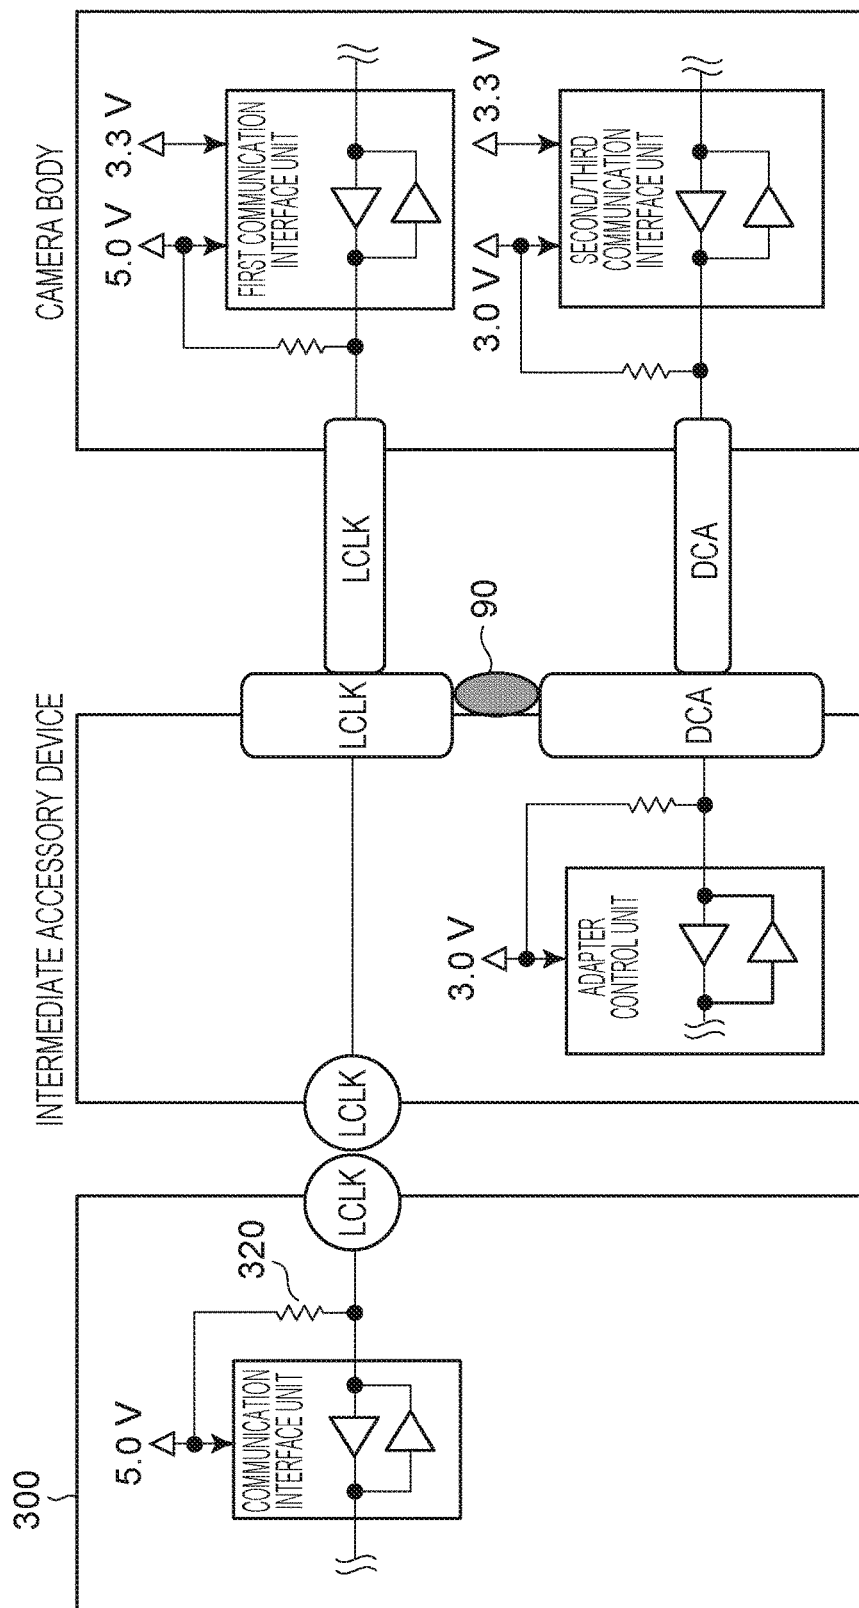 300
5.0 V
COMMUNICATION
INTERFACE UNIT
320
LCLK
INTERMEDIATE ACCESSORY DEVICE
LCLK
3.0 V
ADAPTER
CONTROL UNIT
LCLK
DCA
90
CAMERA BODY
LCLK
DCA
5.0 V
3.3 V
FIRST COMMUNICATION
INTERFACE UNIT
3.0 V
3.3 V
SECOND/THIRD
COMMUNICATION
INTERFACE UNIT